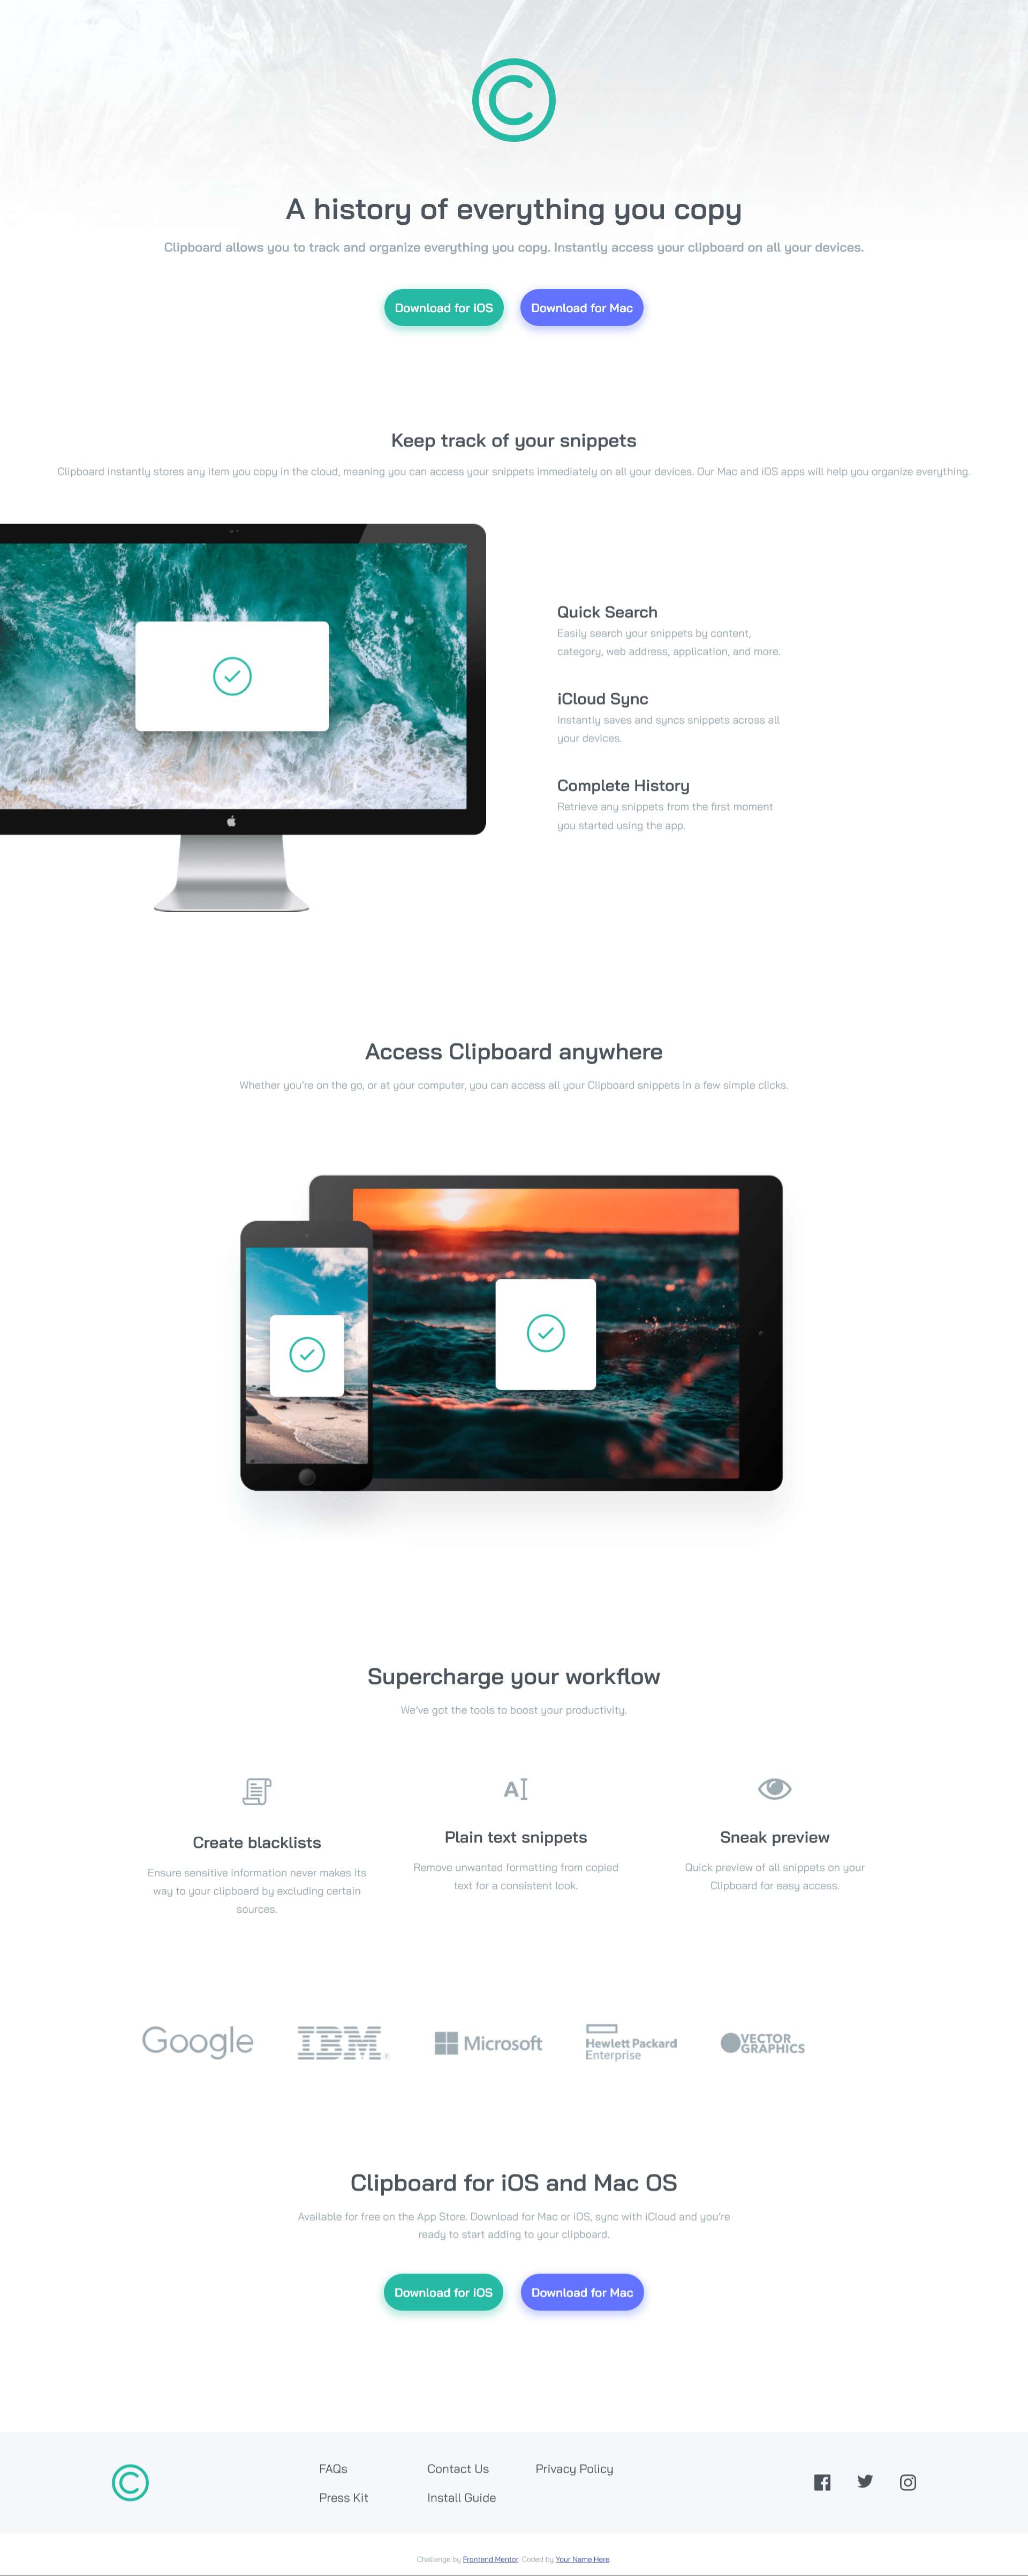 A history of everything you copy
Clipboard allows you to track and organize everything you copy. Instantly access your clipboard on all your devices.
Download for iOS
Download for Mac
Keep track of your snippets
Clipboard instantly stores any item you copy in the cloud, meaning you can access your snippets immediately on all your devices. Our Mac and iOS apps will help you organize everything.
Quick Search
Easily search your snippets by content,
category, web address, application, and more.
iCloud Sync
Instantly saves and syncs snippets across all
your devices.
Complete History
Retrieve any snippets from the first moment
you started using the app.
Access Clipboard anywhere
Whether you're on the go, or at your computer, you can access all your Clipboard snippets in a few simple clicks.
Supercharge your workflow
We've got the tools to boost your productivity.
AI
Create blacklists
Ensure sensitive information never makes its
way to your clipboard by excluding certain
sources.
Plain text snippets
Remove unwanted formatting from copied
text for a consistent look.
Sneak preview
Quick preview of all snippets on your
Clipboard for easy access.
Google
IBM
Microsoft
Hewlett Packard
Enterprise
VECTOR
GRAPHICS
Clipboard for iOS and Mac OS
Available for free on the App Store. Download for Mac or iOS, sync with iCloud and you're
ready to start adding to your clipboard.
Download for iOS
Download for Mac
FAQs
Contact Us
Privacy Policy
Press Kit
Install Guide
Challenge by Frontend Mentor. Coded by Your Name Here.